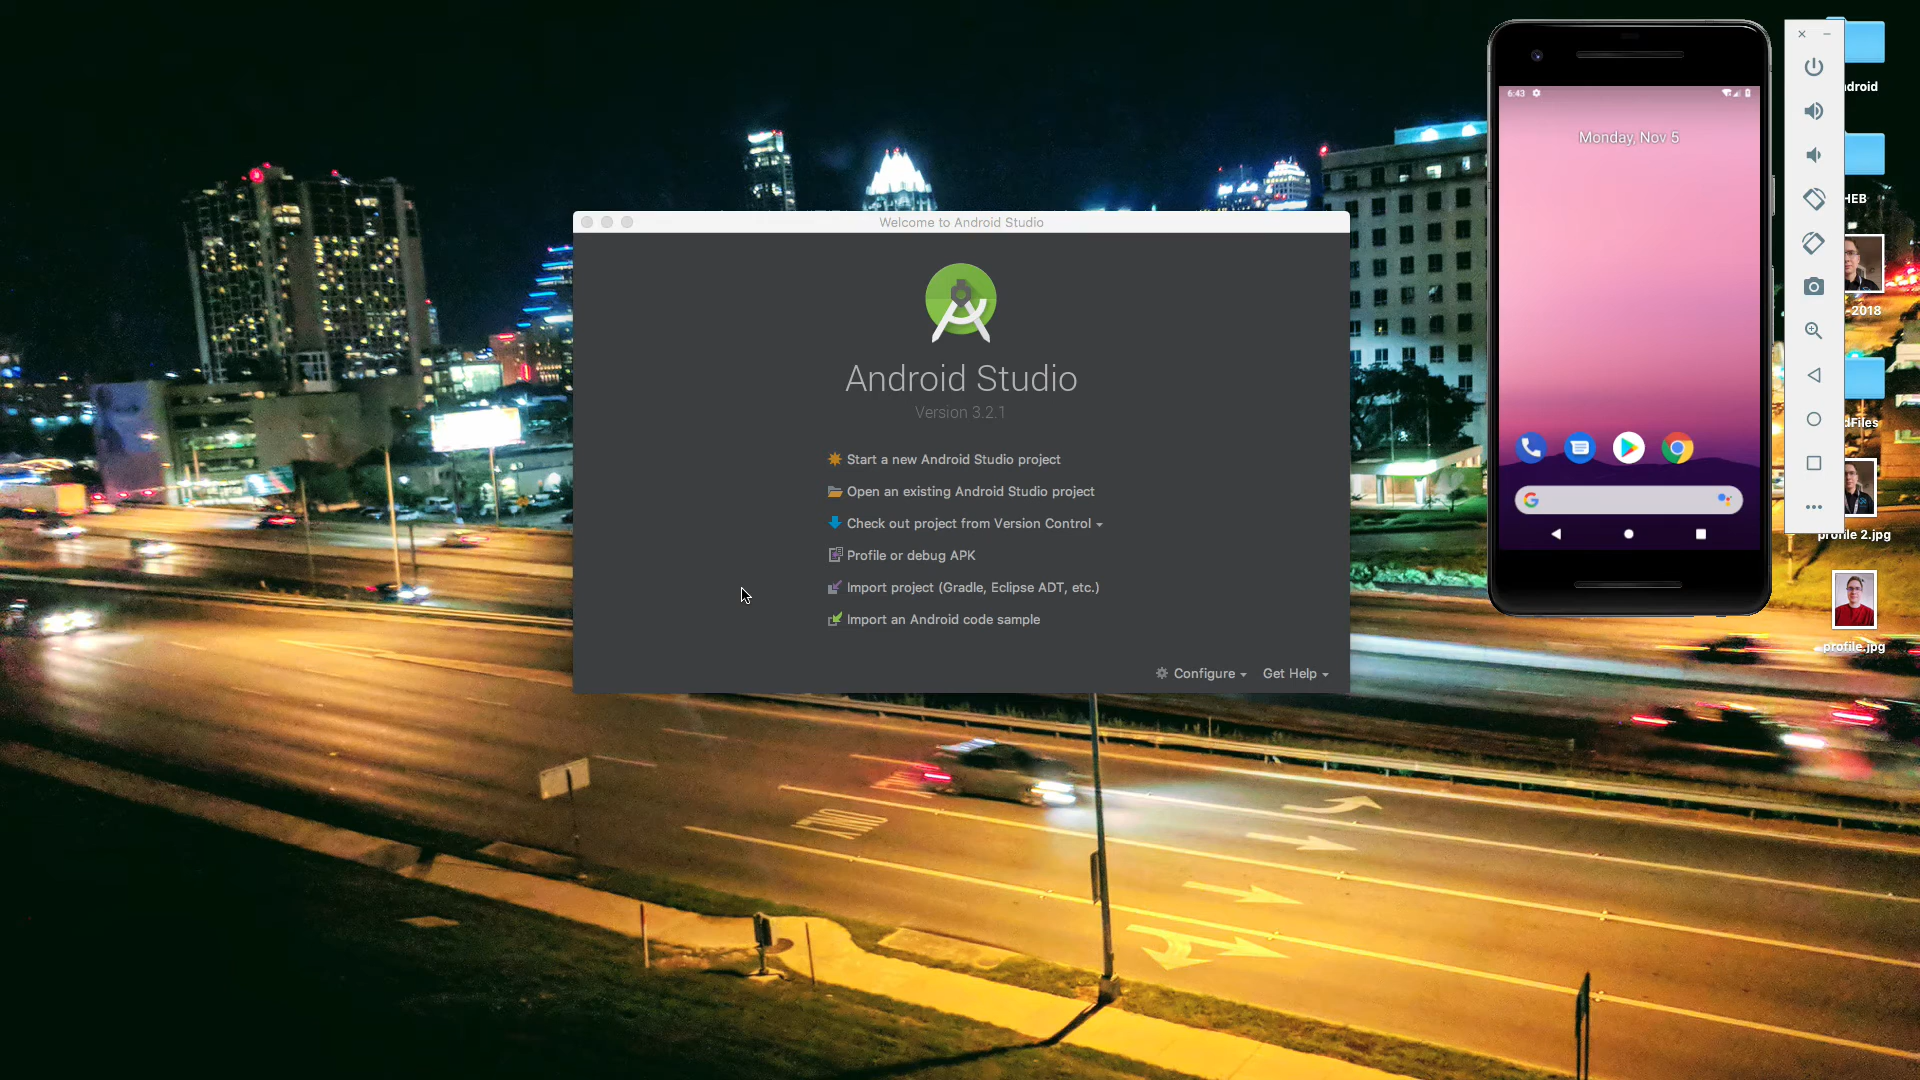 Welcome to Android Studio
Android Studio
Version 3.2.1
Start a new Android Studio project
Open an existing Android Studio project
Check out project from Version Control
Profile or debug APK
Import project (Gradle, Eclipse ADT, etc.)
Import an Android code sample
Configure
Get Help
6:43
Monday, Nov 5
droid
HEB
-2018
dFiles
profile 2.jpg
profile.jpg
ONLY